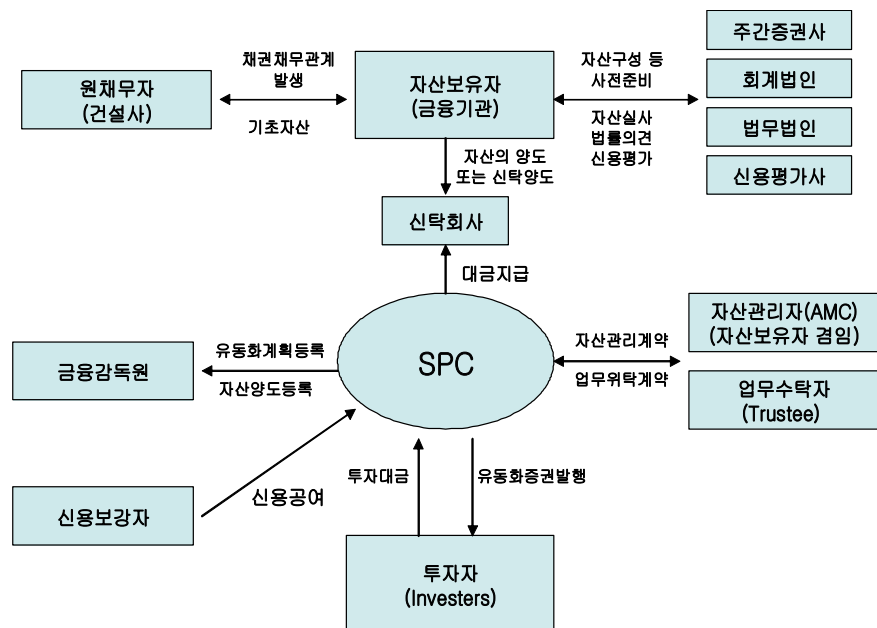 주간증권사
채권채무관계
발생
자산구성 등
사전준비
원채무자
(건설사)
자산보유자
(금융기관)
회계법인
기초자산
자산실사
법률의견
신용평가
법무법인
자산의 양도
또는 신탁양도
신용평가사
신탁회사
대금지급
자산관리자(AMC)
(자산보유자 겸임)
유동화계획등록
자산관리계약
금융감독원
SPC
자산양도등록
업무위탁계약
업무수탁자
(Trustee)
투자대금
유동화증권발행
신용공여
신용보강자
투자자
(Investers)